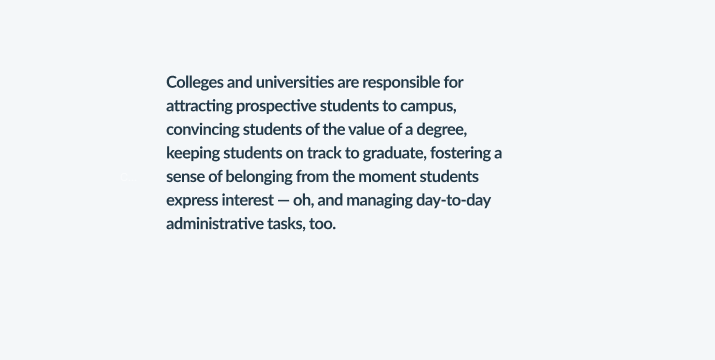 Colleges and universities are responsible for
attracting prospective students to campus,
convincing students of the value of a degree,
keeping students on track to graduate, fostering a
sense of belonging from the moment students
express interest — oh, and managing day-to-day
administrative tasks, too.